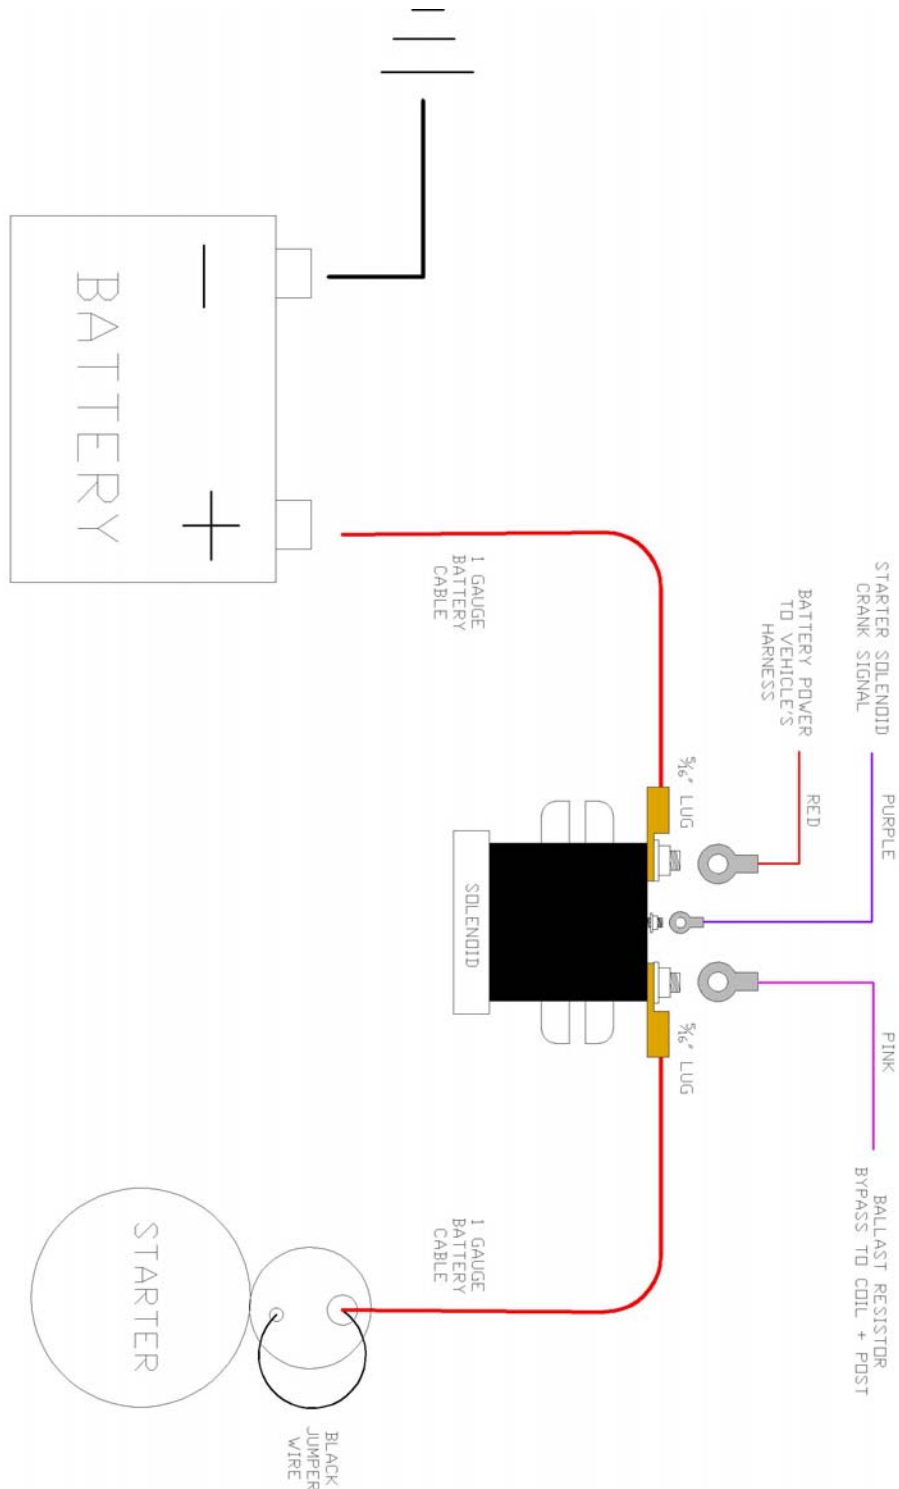 STARTER SOLENOID
CRANK SIGNAL
PURPLE
PINK
BALLAST RESISTOR
BYPASS TO COIL + POST
BATTERY POWER
TO VEHICLE'S
HARNESS
RED
5/16" LUG
5/16" LUG
1 GAUGE
BATTERY
CABLE
SOLENOID
1 GAUGE
BATTERY
CABLE
− +
BATTERY
STARTER
BLACK
JUMPER
WIRE